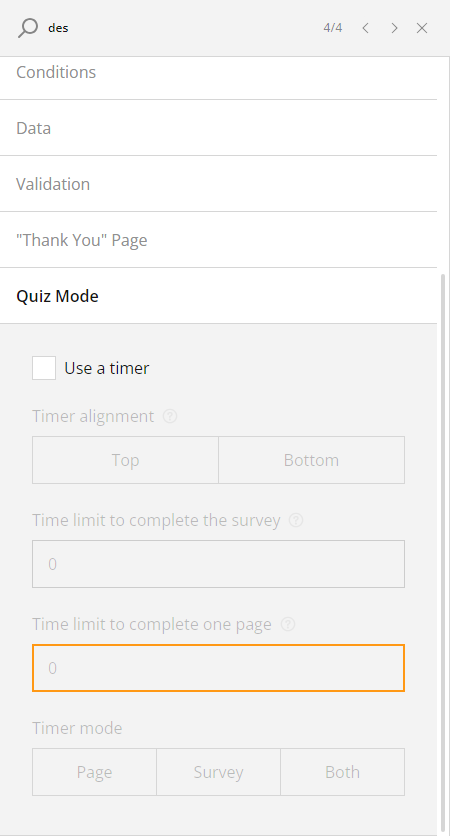 des 4/4
Conditions
Data
Validation
"Thank You" Page
Quiz Mode
Use a timer
Timer alignment ?
Top Bottom
Time limit to complete the survey ?
0
Time limit to complete one page ?
0
Timer mode
Page Survey Both